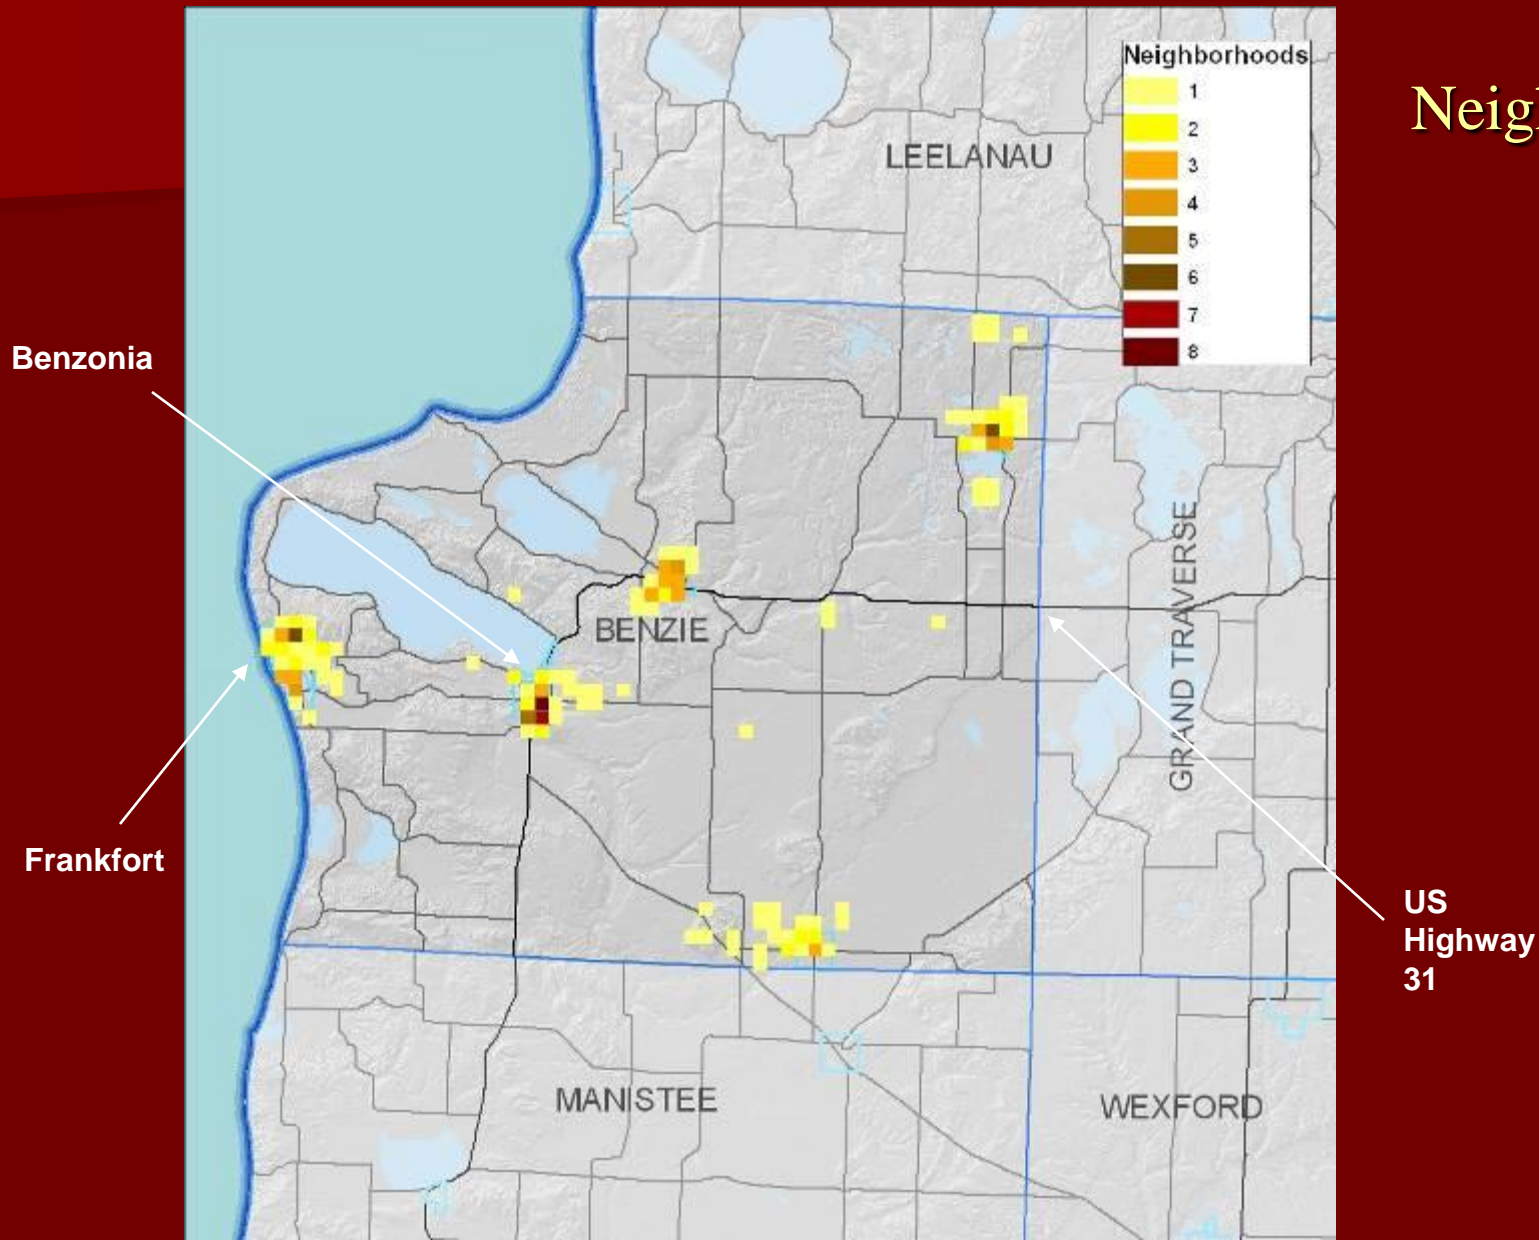 Neighborhoods
1
2
3
4
5
6
7
8
Neigh
LEELANAU
Benzonia
BENZIE
GRAND TRAVERSE
Frankfort
US
Highway
31
MANISTEE
WEXFORD